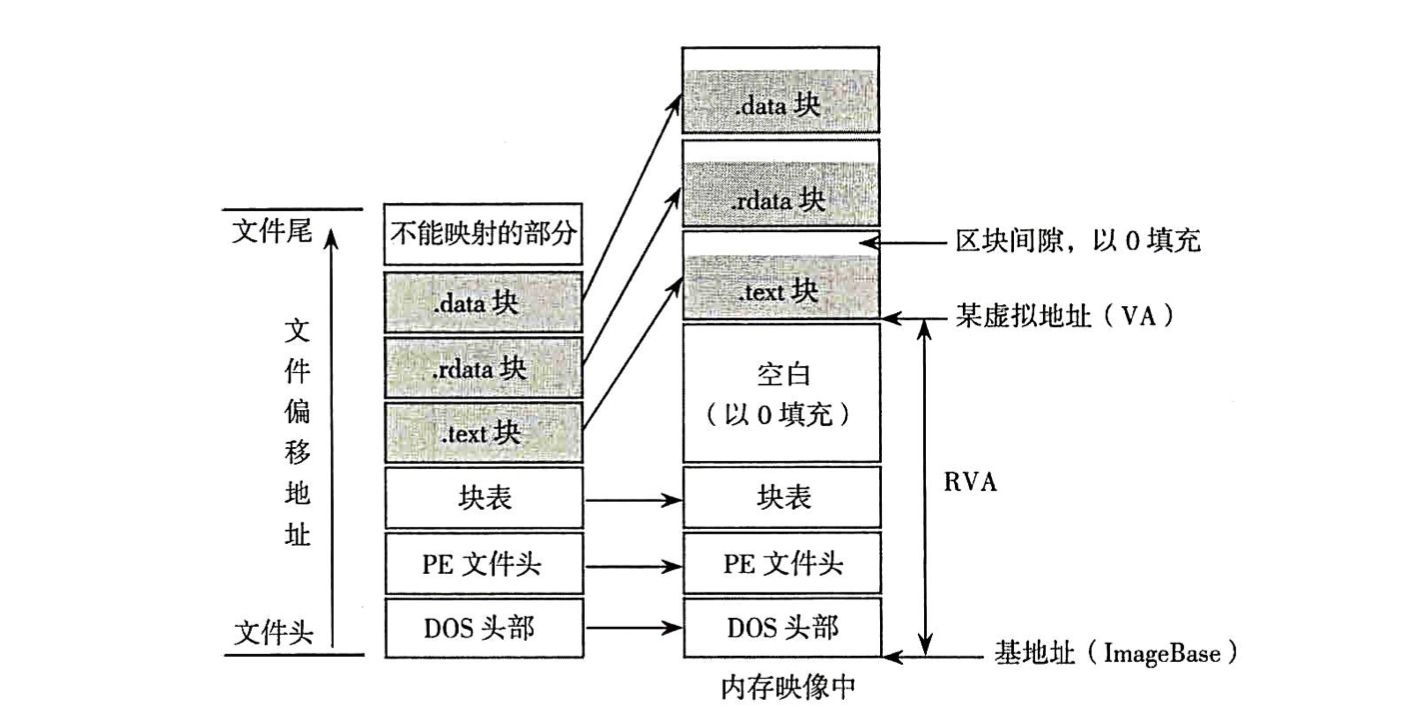 .data 块
.rdata 块
文件尾
不能映射的部分
区块间隙，以 0 填充
.data 块
.text 块
某虚拟地址（VA）
文件偏移地址
.rdata 块
空白
（以 0 填充）
.text 块
RVA
块表
块表
PE 文件头
PE 文件头
文件头
DOS 头部
DOS 头部
基地址（ImageBase）
内存映像中